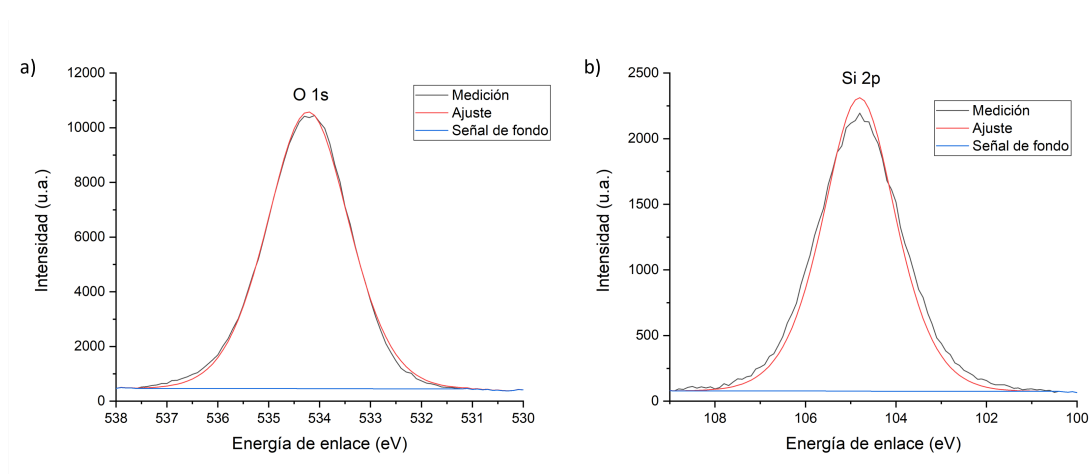 a)
O 1s
Medición
Ajuste
Señal de fondo
12000
10000
8000
6000
4000
2000
0
Intensidad (u.a.)
538 537 536 535 534 533 532 531 530
Energía de enlace (eV)
b)
Si 2p
Medición
Ajuste
Señal de fondo
2500
2000
1500
1000
500
0
Intensidad (u.a.)
108 106 104 102 100
Energía de enlace (eV)